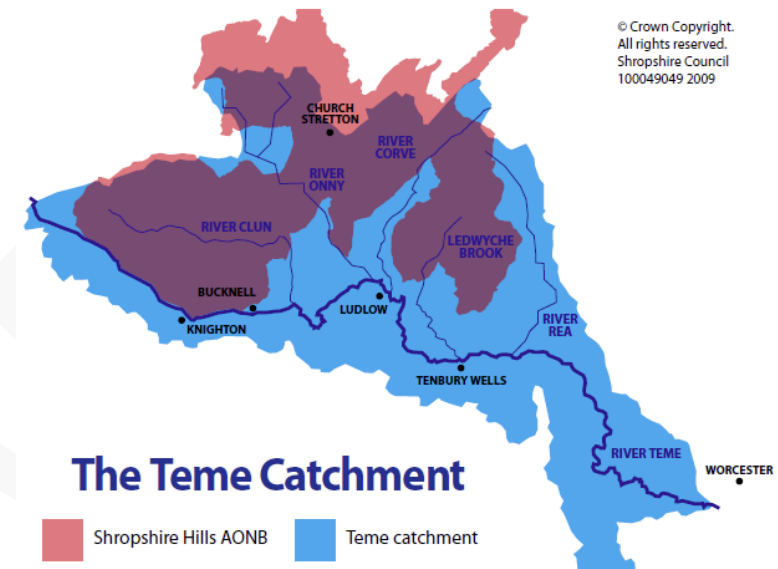 © Crown Copyright.
All rights reserved.
Shropshire Council
100049049 2009
CHURCH
STRETTON
RIVER
CORVE
RIVER
ONNY
RIVER CLUN
LEDWYCHE
BROOK
BUCKNELL
LUDLOW
KNIGHTON
RIVER
REA
TENBURY WELLS
RIVER TEME
WORCESTER
The Teme Catchment
Shropshire Hills AONB
Teme catchment